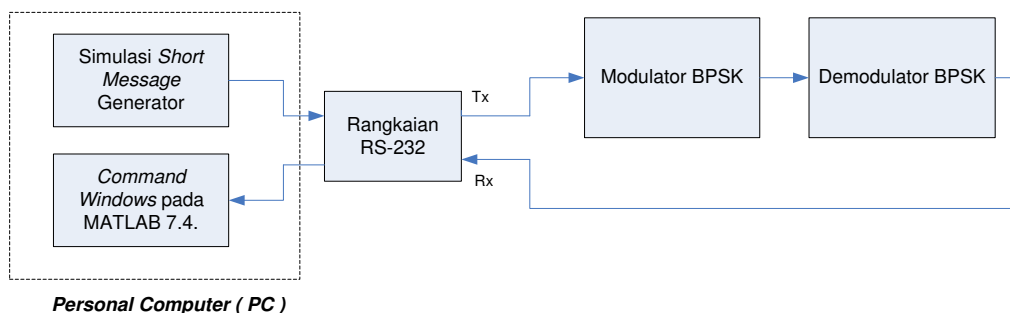 Simulasi Short
Message
Generator
Command
Windows pada
MATLAB 7.4.
Personal Computer ( PC )
Rangkaian
RS-232
Tx
Rx
Modulator BPSK
Demodulator BPSK